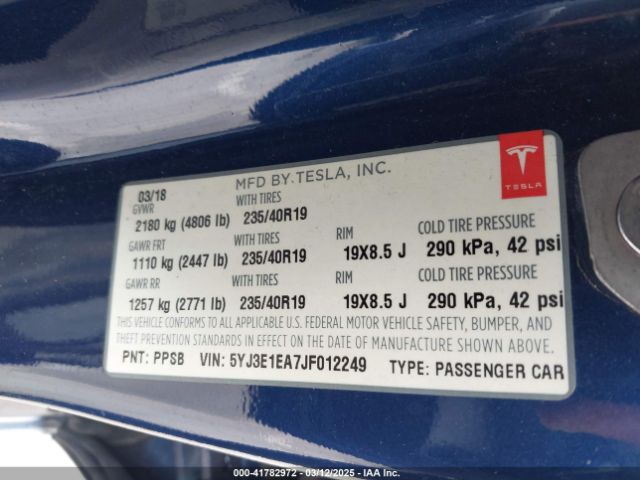 03/18 MFD BY TESLA, INC.
GVWR WITH TIRES
2180 kg (4806 lb) 235/40R19
GAWR FRT WITH TIRES RIM COLD TIRE PRESSURE
1110 kg (2447 lb) 235/40R19 19X8.5 J 290 kPa, 42 psi
GAWR RR WITH TIRES RIM COLD TIRE PRESSURE
1257 kg (2771 lb) 235/40R19 19X8.5 J 290 kPa, 42 psi
THIS VEHICLE CONFORMS TO ALL APPLICABLE U.S. FEDERAL MOTOR VEHICLE SAFETY, BUMPER, AND
THEFT PREVENTION STANDARDS IN EFFECT ON THE DATE OF MANUFACTURE SHOWN ABOVE.
PNT: PPSB VIN: 5YJ3E1EA7JF012249 TYPE: PASSENGER CAR
TESLA
000-41782972 - 03/12/2025 - IAA Inc.